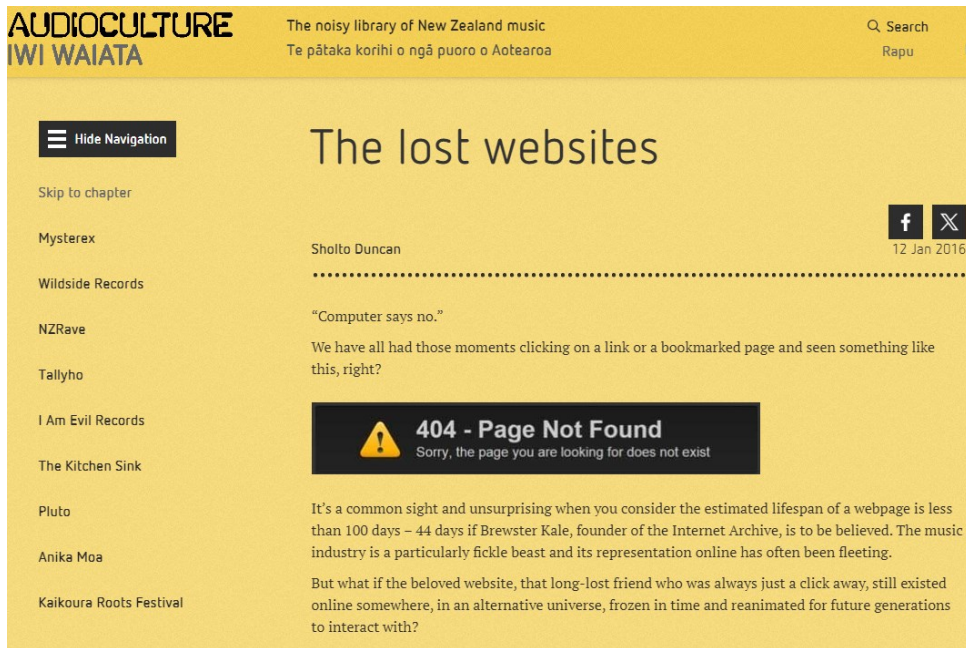 AUDIOCULTURE
IWI WAIATA
The noisy library of New Zealand music
Te pātaka korihi o ngā puoro o Aotearoa
Search
Rapu
Hide Navigation
Skip to chapter
Mysterex
Wildside Records
NZRave
Tallyho
I Am Evil Records
The Kitchen Sink
Pluto
Anika Moa
Kaikoura Roots Festival
The lost websites
Sholto Duncan
12 Jan 2016
“Computer says no.”
We have all had those moments clicking on a link or a bookmarked page and seen something like
this, right?
404 - Page Not Found
Sorry, the page you are looking for does not exist
It’s a common sight and unsurprising when you consider the estimated lifespan of a webpage is less
than 100 days – 44 days if Brewster Kale, founder of the Internet Archive, is to be believed. The music
industry is a particularly fickle beast and its representation online has often been fleeting.
But what if the beloved website, that long-lost friend who was always just a click away, still existed
online somewhere, in an alternative universe, frozen in time and reanimated for future generations
to interact with?